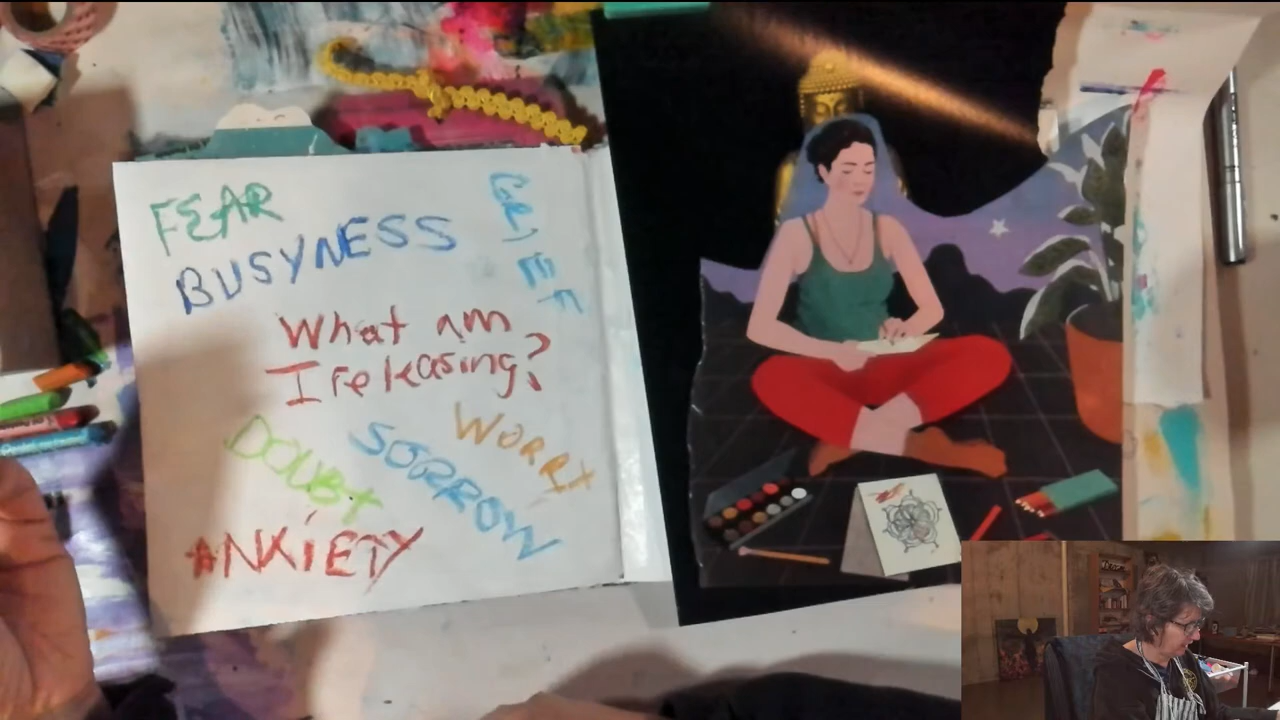 FEAR
BUSYNESS
GRIEF
What am
I releasing?
DOUBT
SORROW
WORRY
ANXIETY